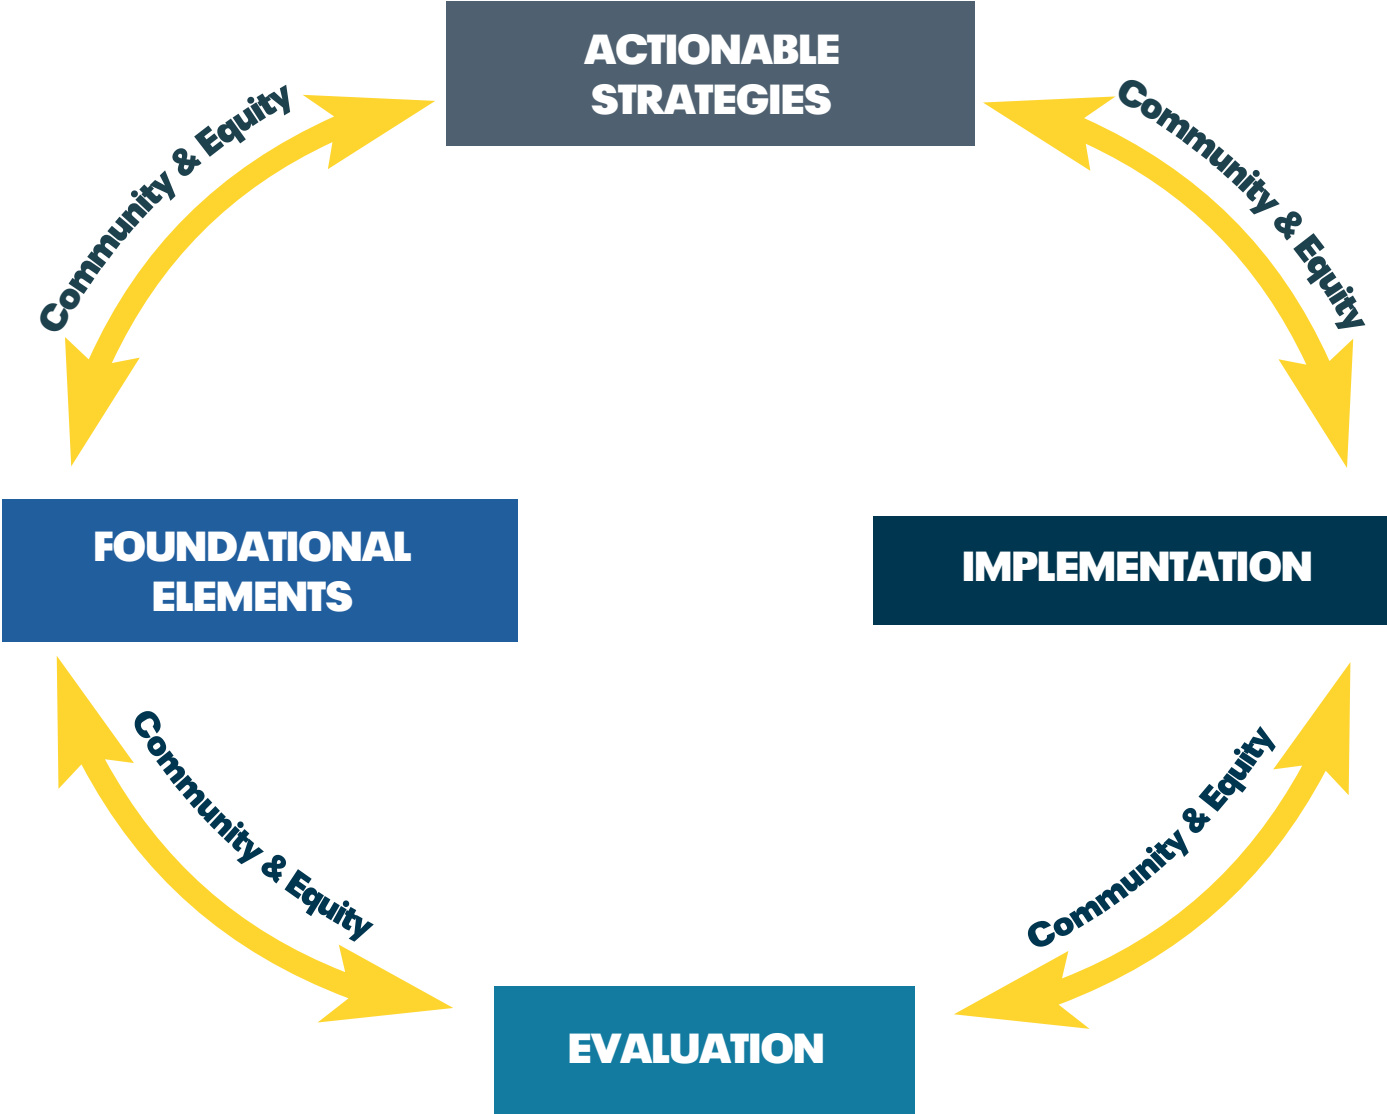 ACTIONABLE
STRATEGIES
Community & Equity
Community & Equity
FOUNDATIONAL
ELEMENTS
IMPLEMENTATION
Community & Equity
Community & Equity
EVALUATION